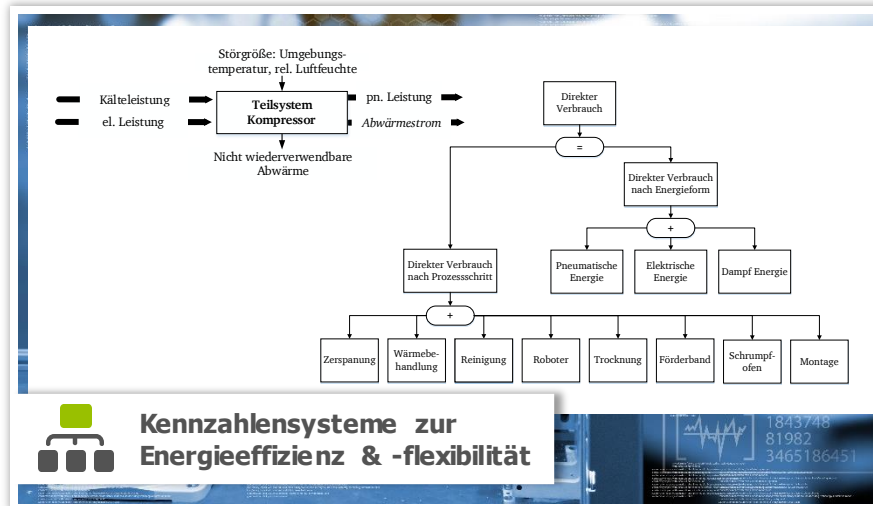 Störgröße: Umgebungs-
temperatur, rel. Luftfeuchte
Kälteleistung
el. Leistung
Teilsystem
Kompressor
pn. Leistung
Abwärmestrom
Nicht wiederverwendbare
Abwärme
Direkter
Verbrauch
=
Direkter Verbrauch
nach Energieform
+
Pneumatische
Energie
Elektrische
Energie
Dampf Energie
Direkter Verbrauch
nach Prozessschritt
+
Zerspanung
Wärmebe-
handlung
Reinigung
Roboter
Trocknung
Förderband
Schrumpf-
ofen
Montage
Kennzahlensysteme zur
Energieeffizienz & -flexibilität
1843748
81982
3465186451